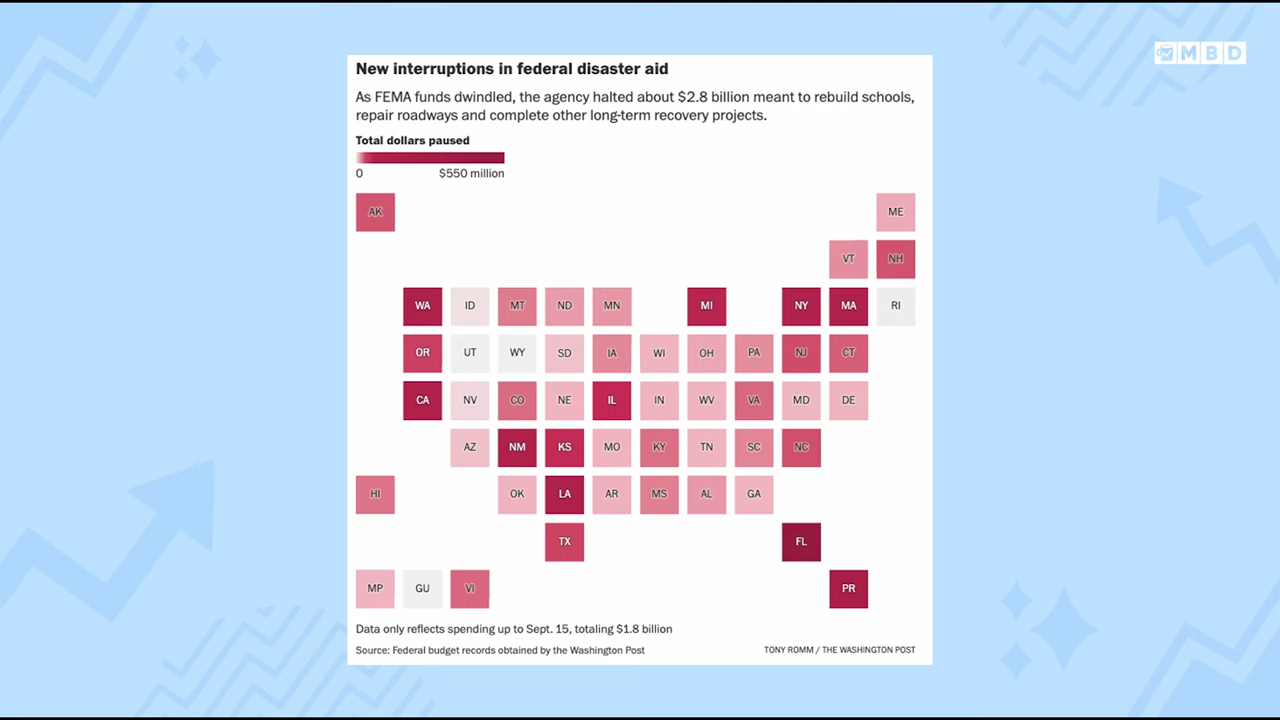 MBD
New interruptions in federal disaster aid
As FEMA funds dwindled, the agency halted about $2.8 billion meant to rebuild schools,
repair roadways and complete other long-term recovery projects.
Total dollars paused
0 $550 million
AK ME
VT NH
WA ID MT ND MN MI NY MA RI
OR UT WY SD IA WI OH PA NJ CT
CA NV CO NE IL IN WV VA MD DE
AZ NM KS MO KY TN SC NC
HI OK LA AR MS AL GA
TX FL
MP GU VI PR
Data only reflects spending up to Sept. 15, totaling $1.8 billion
Source: Federal budget records obtained by the Washington Post TONY ROMM / THE WASHINGTON POST